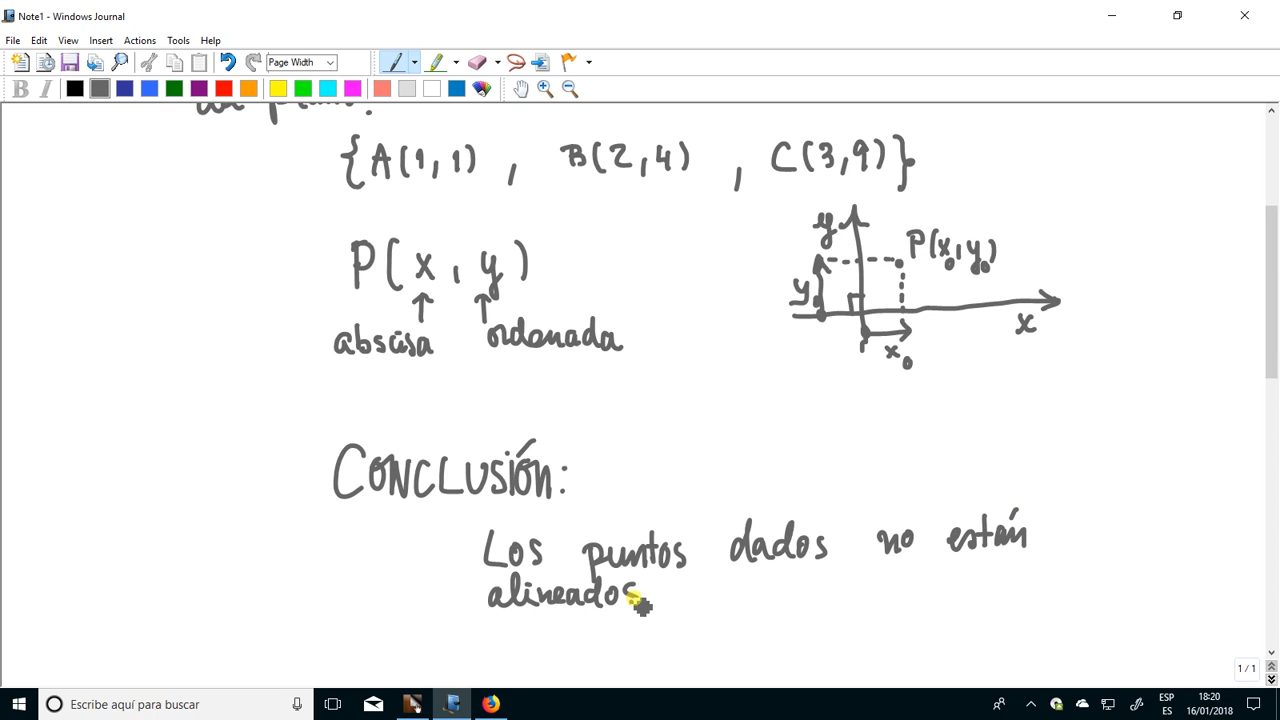 Note1 - Windows Journal
File Edit View Insert Actions Tools Help
Page Width
B I
{A(1,1) , B(2,4) , C(3,9)}
P(x, y)
abscisa ordenada
y P(x0, y0)
y0 x
x0
CONCLUSIÓN:
Los puntos dados no están
alineados
1 / 1
Escribe aquí para buscar
ESP 18:20
ES 16/01/2018